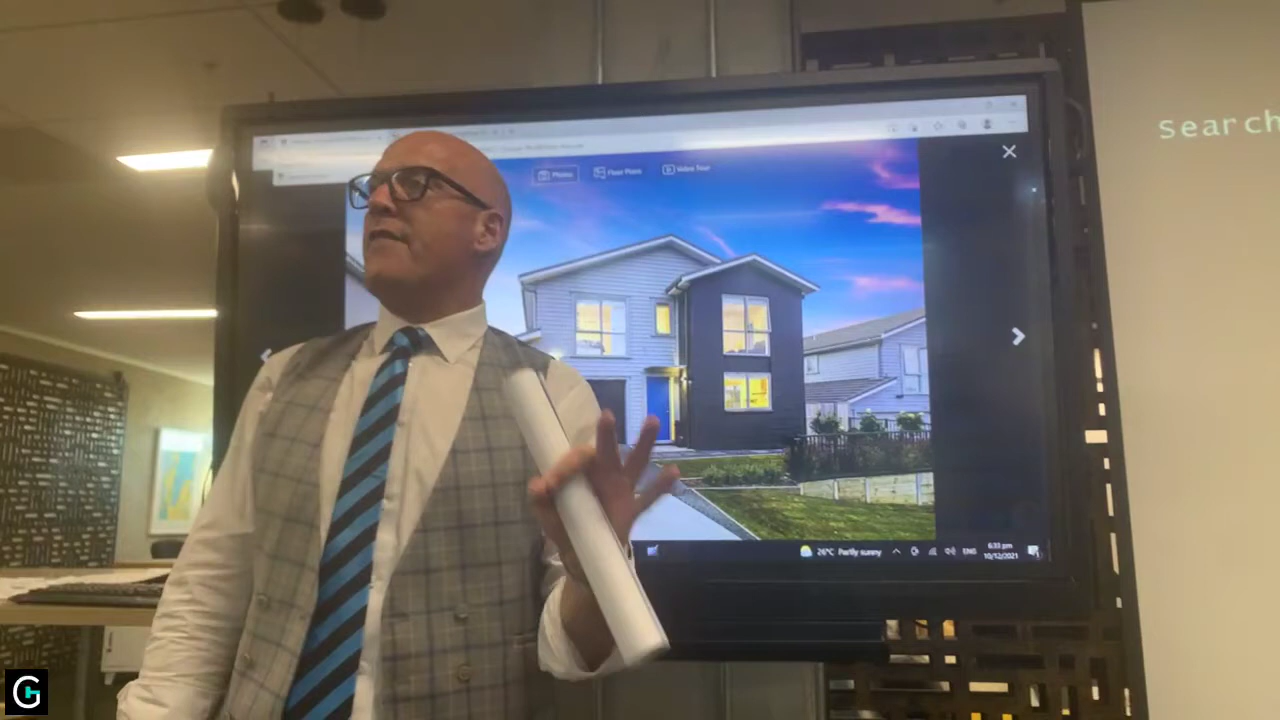 Search
Photos
Floor Plans
Video Tour
26°C Partly sunny
ENG
6:33 pm
10/12/2021
G